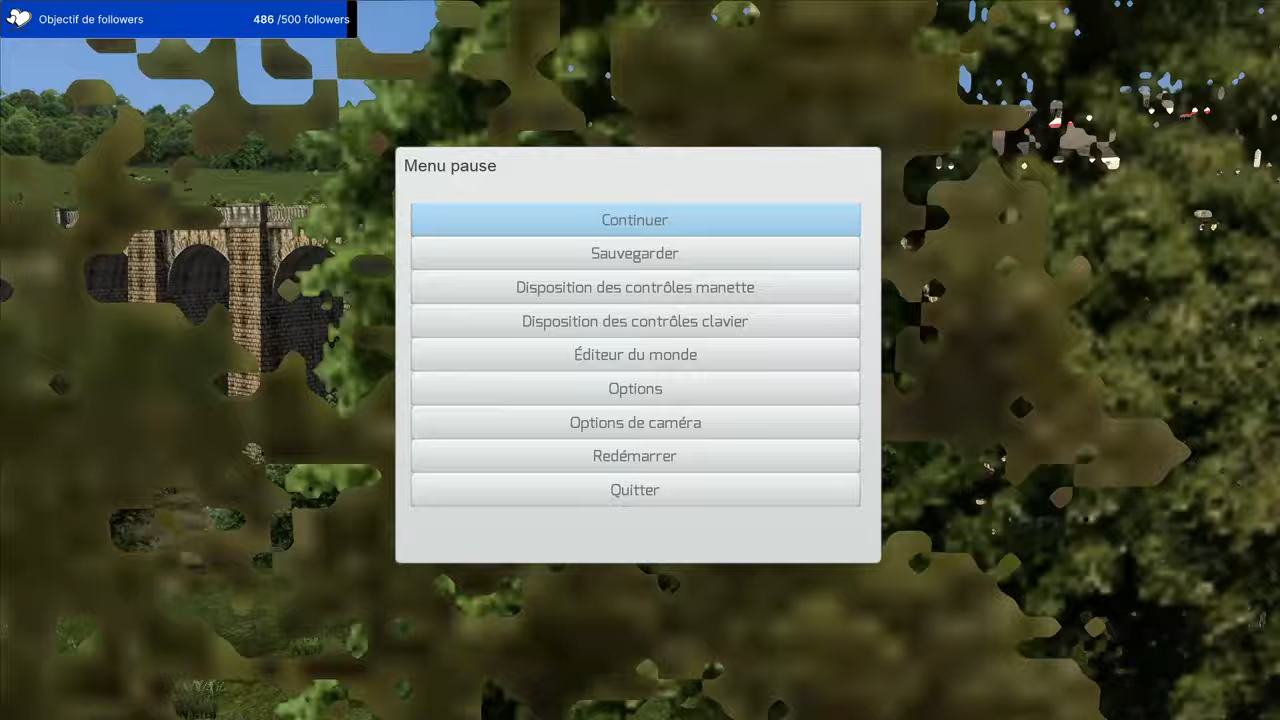 Objectif de followers 486 /500 followers
Menu pause
Continuer
Sauvegarder
Disposition des contrôles manette
Disposition des contrôles clavier
Éditeur du monde
Options
Options de caméra
Redémarrer
Quitter